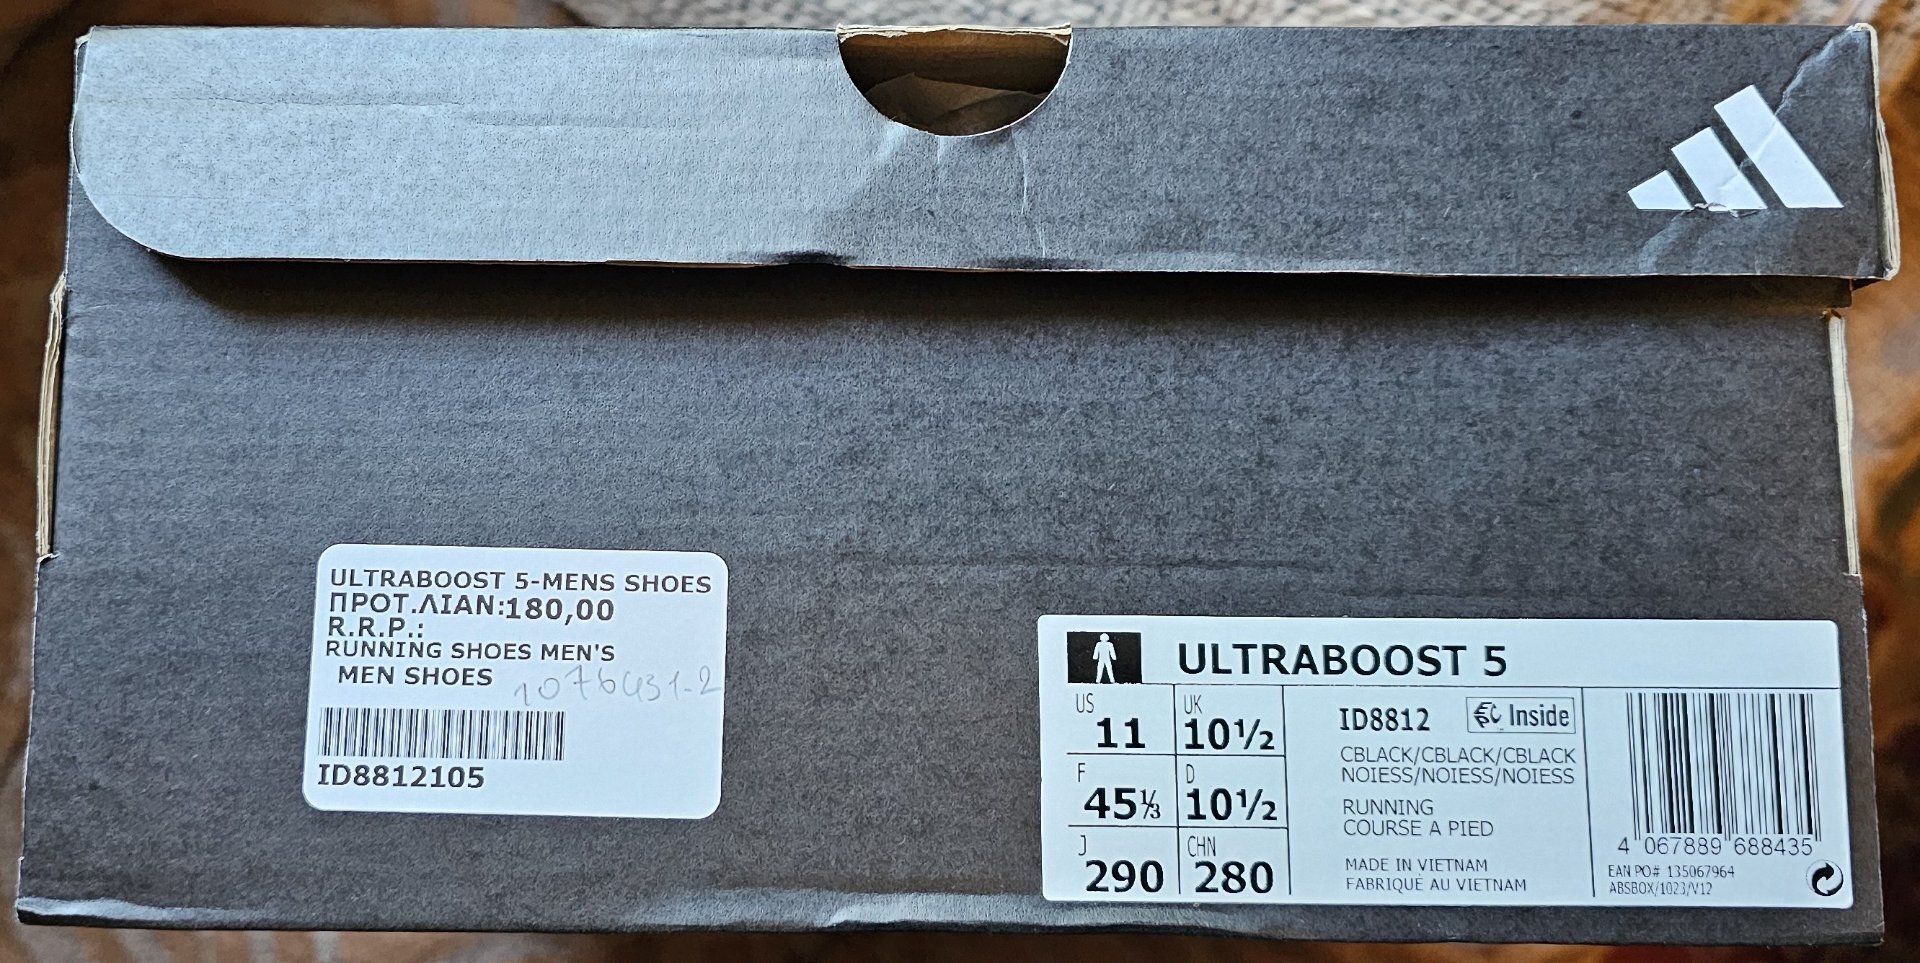 ULTRABOOST 5-MENS SHOES
ΠΡΟΤ.ΛΙΑΝ:180,00
R.R.P.:
RUNNING SHOES MEN'S
MEN SHOES
1076431-2
ID8812105
ULTRABOOST 5
US 11 UK 10½
F 45⅓ D 10½
J 290 CHN 280
ID8812 Inside
CBLACK/CBLACK/CBLACK
NOIESS/NOIESS/NOIESS
RUNNING
COURSE A PIED
MADE IN VIETNAM
FABRIQUE AU VIETNAM
4 067889 688435
EAN PO# 135067964
ABSBOX/1023/V12